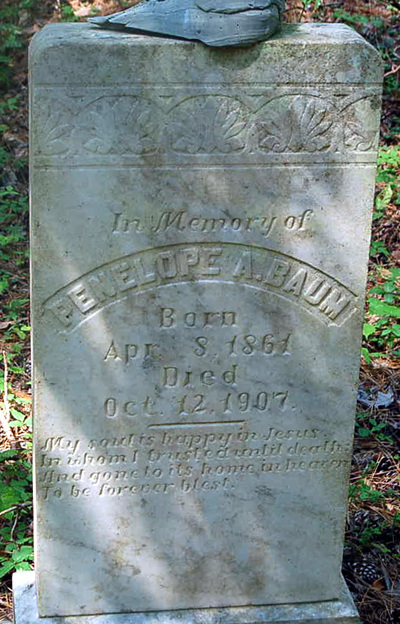 In Memory of
PENELOPE A. BAUM
Born
Apr. 8, 1861
Died
Oct. 12, 1907.
My soul is happy in Jesus.
In whom I trusted until death;
And gone to its home in heaven
To be forever blest.